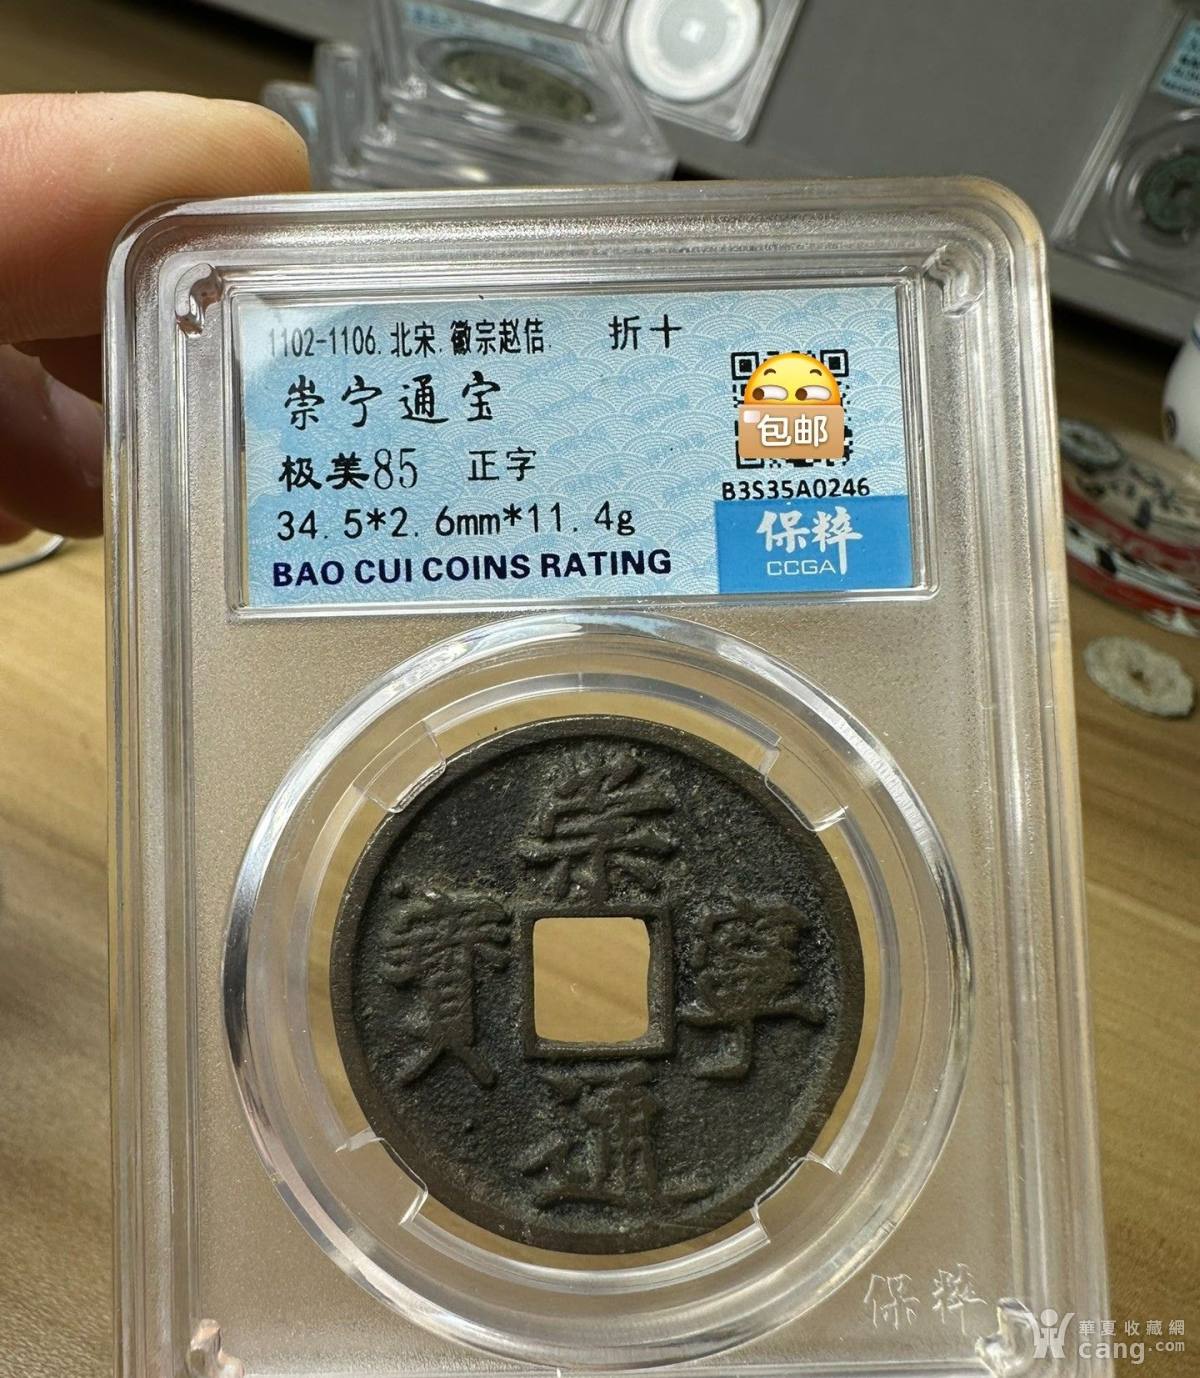 1102-1106.北宋.徽宗赵佶.
折十
崇宁通宝
包邮
极美85 正字
B3S35A0246
34.5*2.6mm*11.4g
保粹
CCGA
BAO CUI COINS RATING
崇
寶 寧
通
保粹
華夏收藏網
cang.com